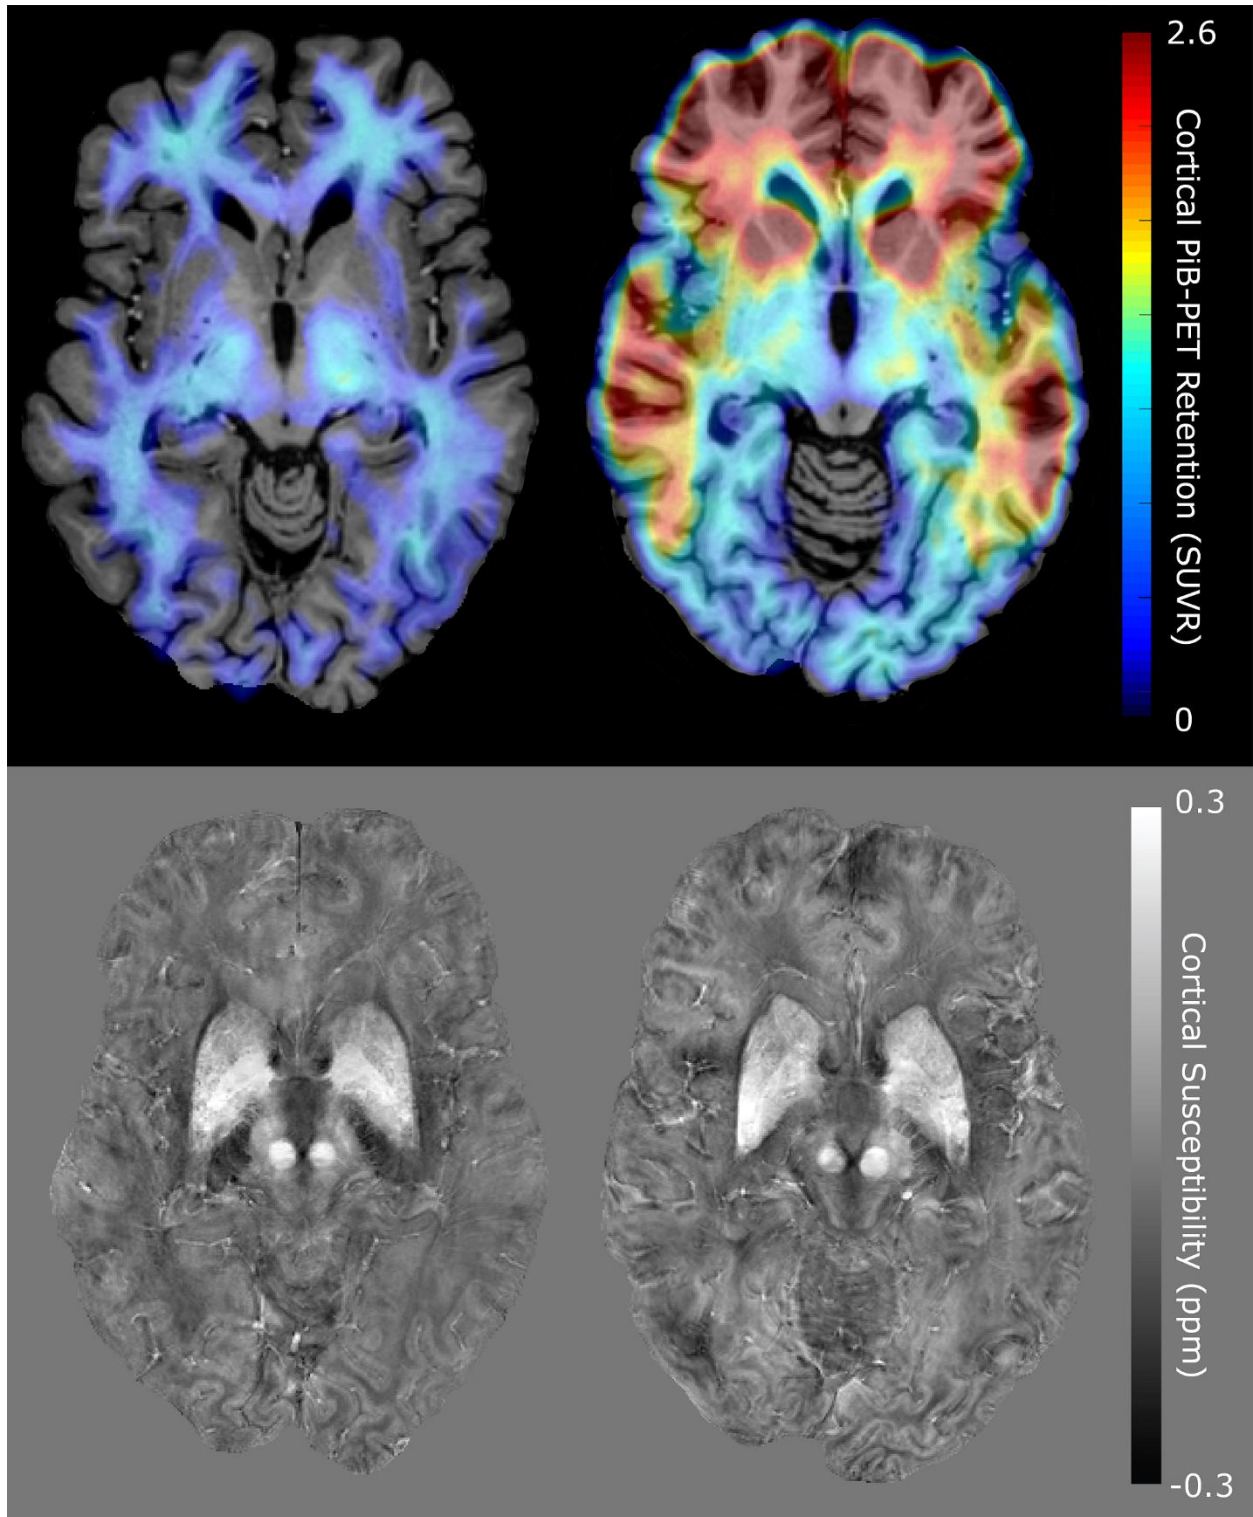 2.6
Cortical PiB-PET Retention (SUVR)
0
0.3
Cortical Susceptibility (ppm)
-0.3